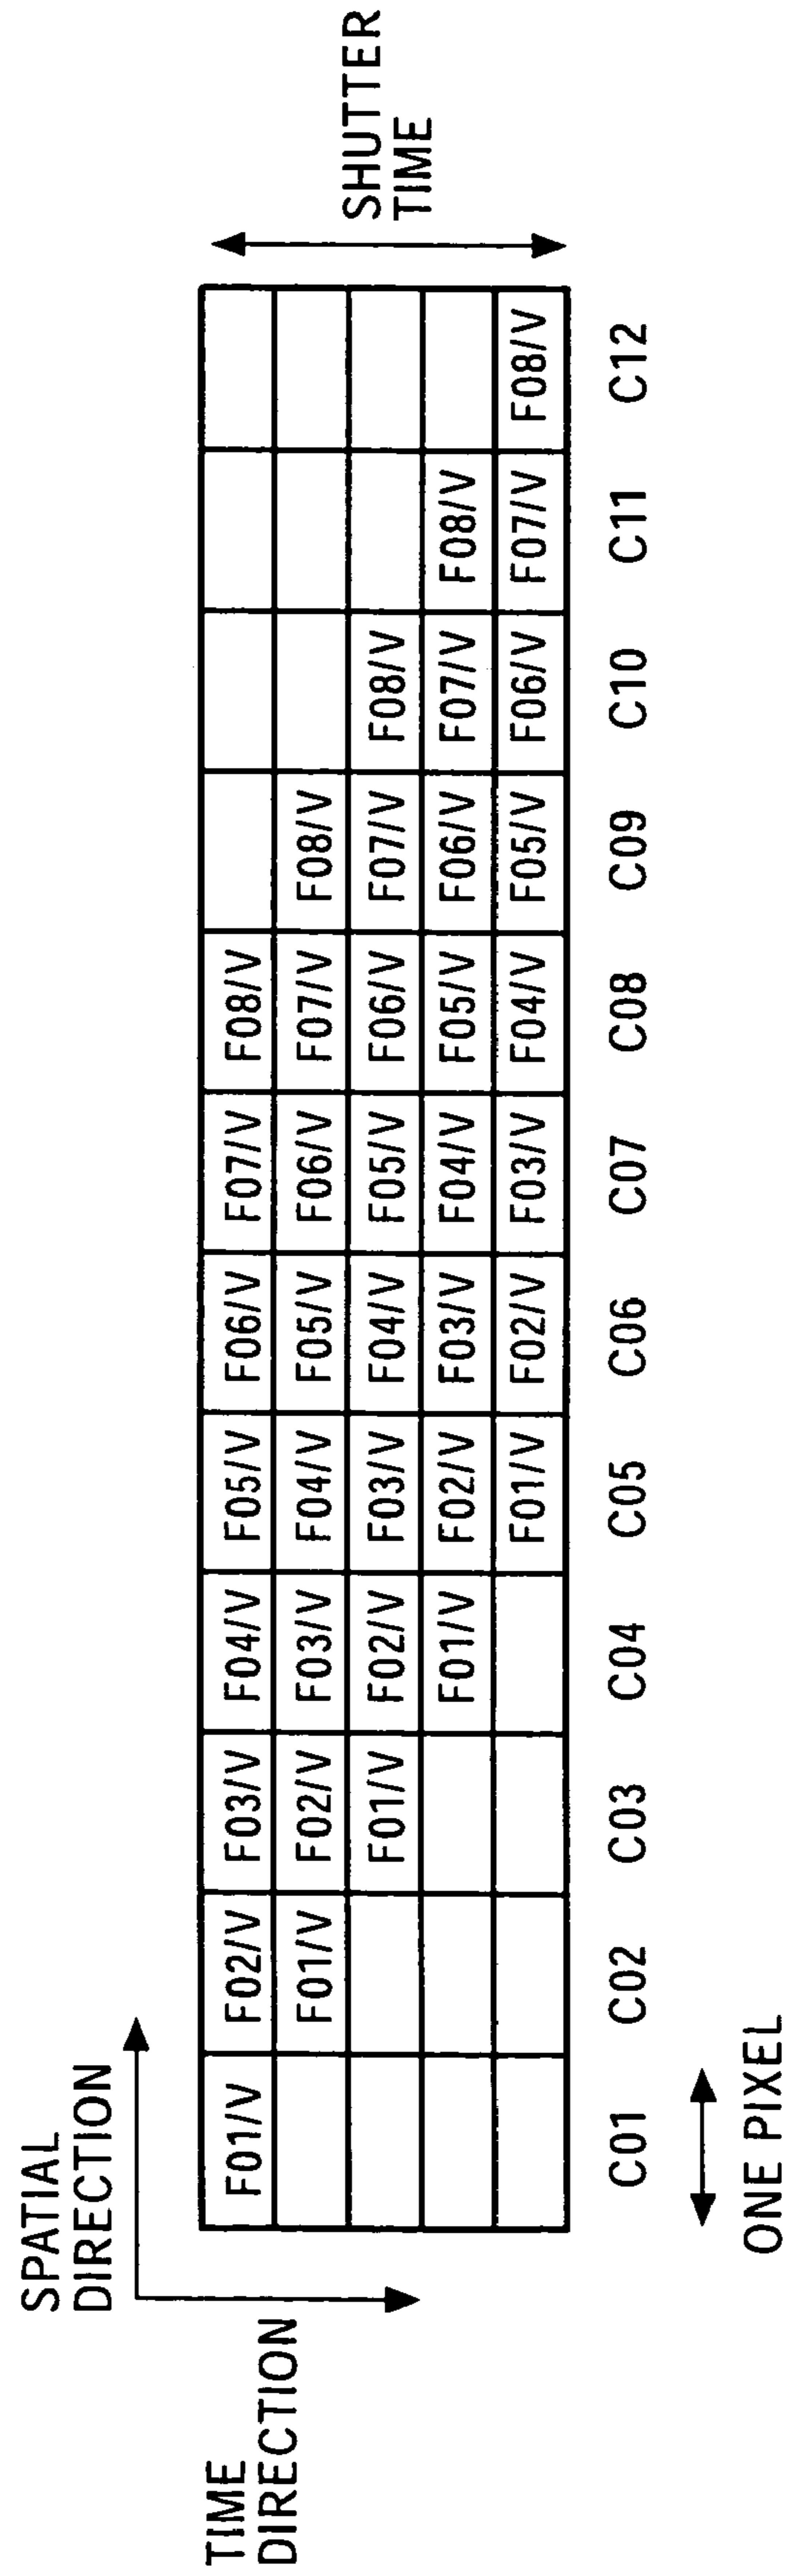 SPATIAL
DIRECTION
TIME
DIRECTION
SHUTTER
TIME
F01/V F02/V F03/V F04/V F05/V F06/V F07/V F08/V
F01/V F02/V F03/V F04/V F05/V F06/V F07/V F08/V
F01/V F02/V F03/V F04/V F05/V F06/V F07/V F08/V
F01/V F02/V F03/V F04/V F05/V F06/V F07/V F08/V
F01/V F02/V F03/V F04/V F05/V F06/V F07/V F08/V
C01 C02 C03 C04 C05 C06 C07 C08 C09 C10 C11 C12
ONE PIXEL